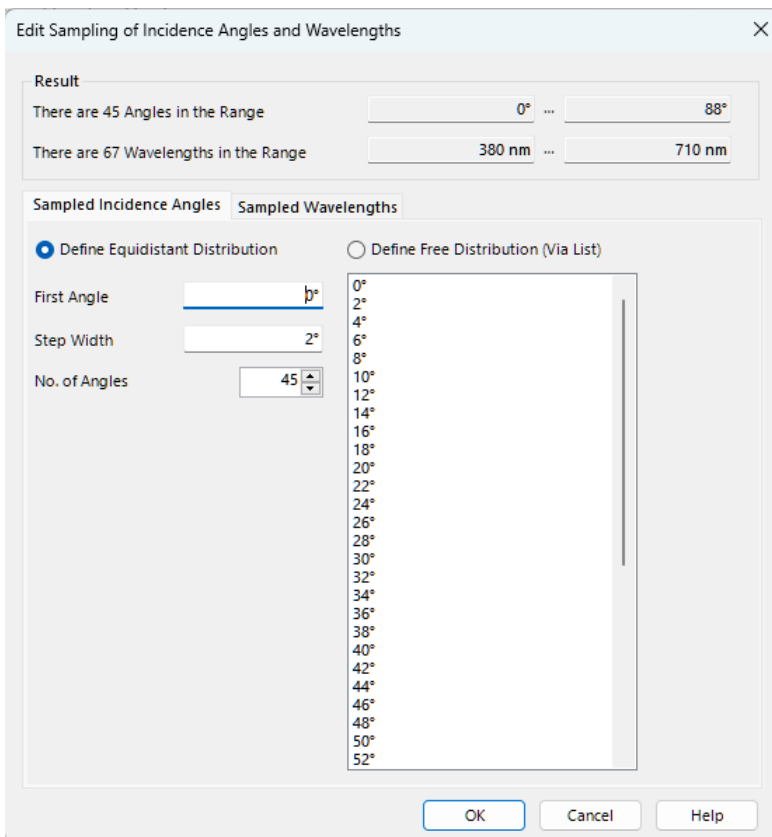 Edit Sampling of Incidence Angles and Wavelengths
Result
There are 45 Angles in the Range 0° ... 88°
There are 67 Wavelengths in the Range 380 nm ... 710 nm
Sampled Incidence Angles Sampled Wavelengths
Define Equidistant Distribution Define Free Distribution (Via List)
First Angle 0°
Step Width 2°
No. of Angles 45
0°
2°
4°
6°
8°
10°
12°
14°
16°
18°
20°
22°
24°
26°
28°
30°
32°
34°
36°
38°
40°
42°
44°
46°
48°
50°
52°
OK Cancel Help